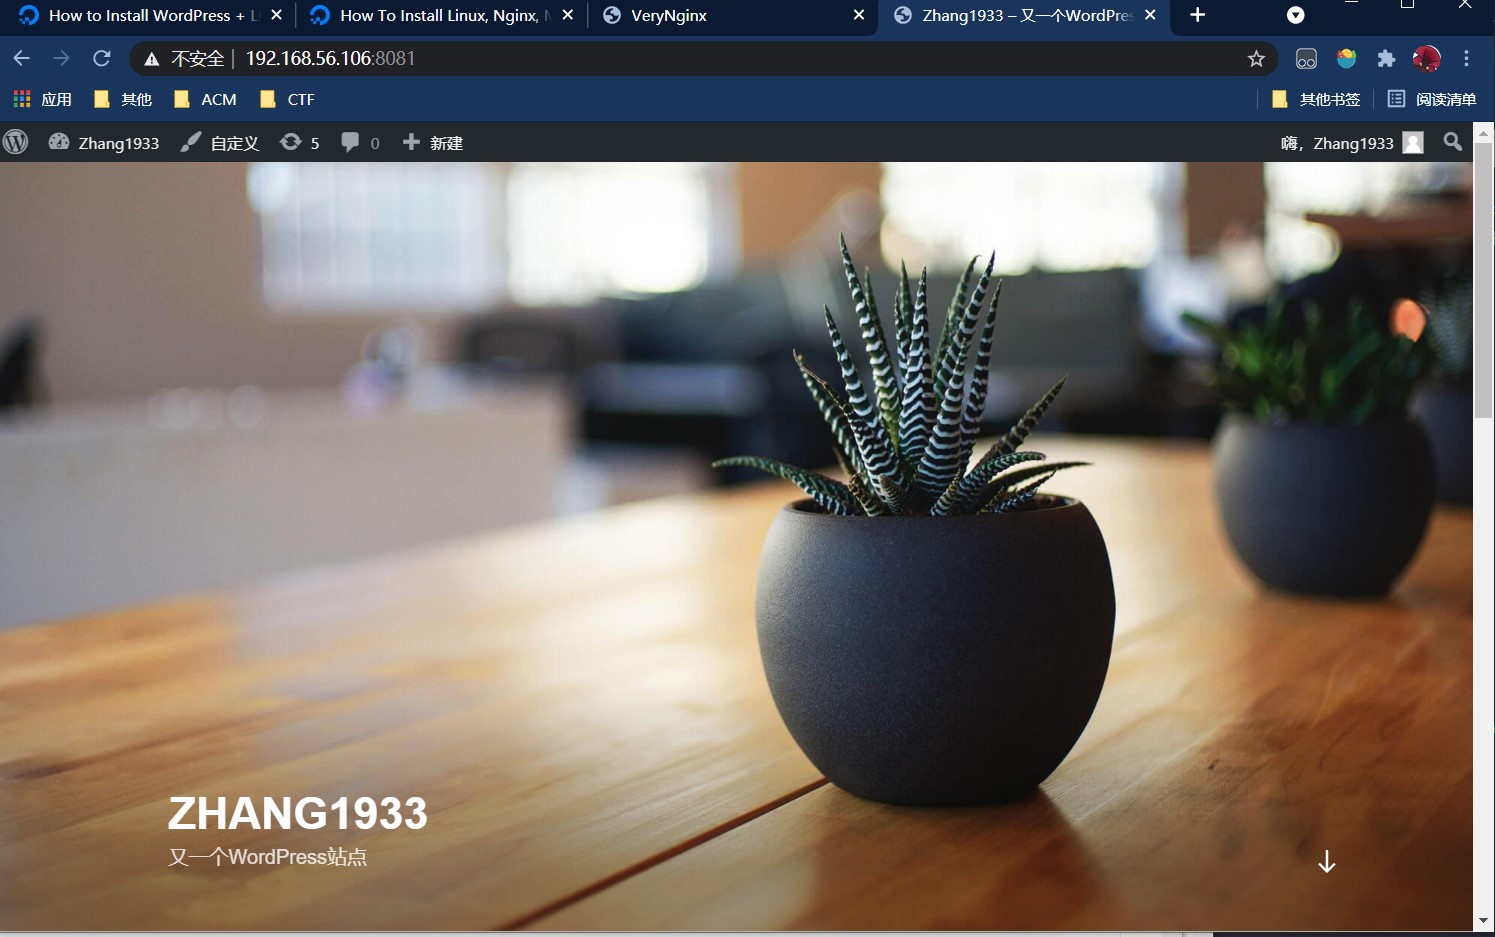 How to Install WordPress +
How To Install Linux, Nginx,
VeryNginx
Zhang1933 – 又一个WordPres
不安全 | 192.168.56.106:8081
应用 其他 ACM CTF 其他书签 阅读清单
Zhang1933 自定义 5 0 新建 嗨，Zhang1933
ZHANG1933
又一个WordPress站点